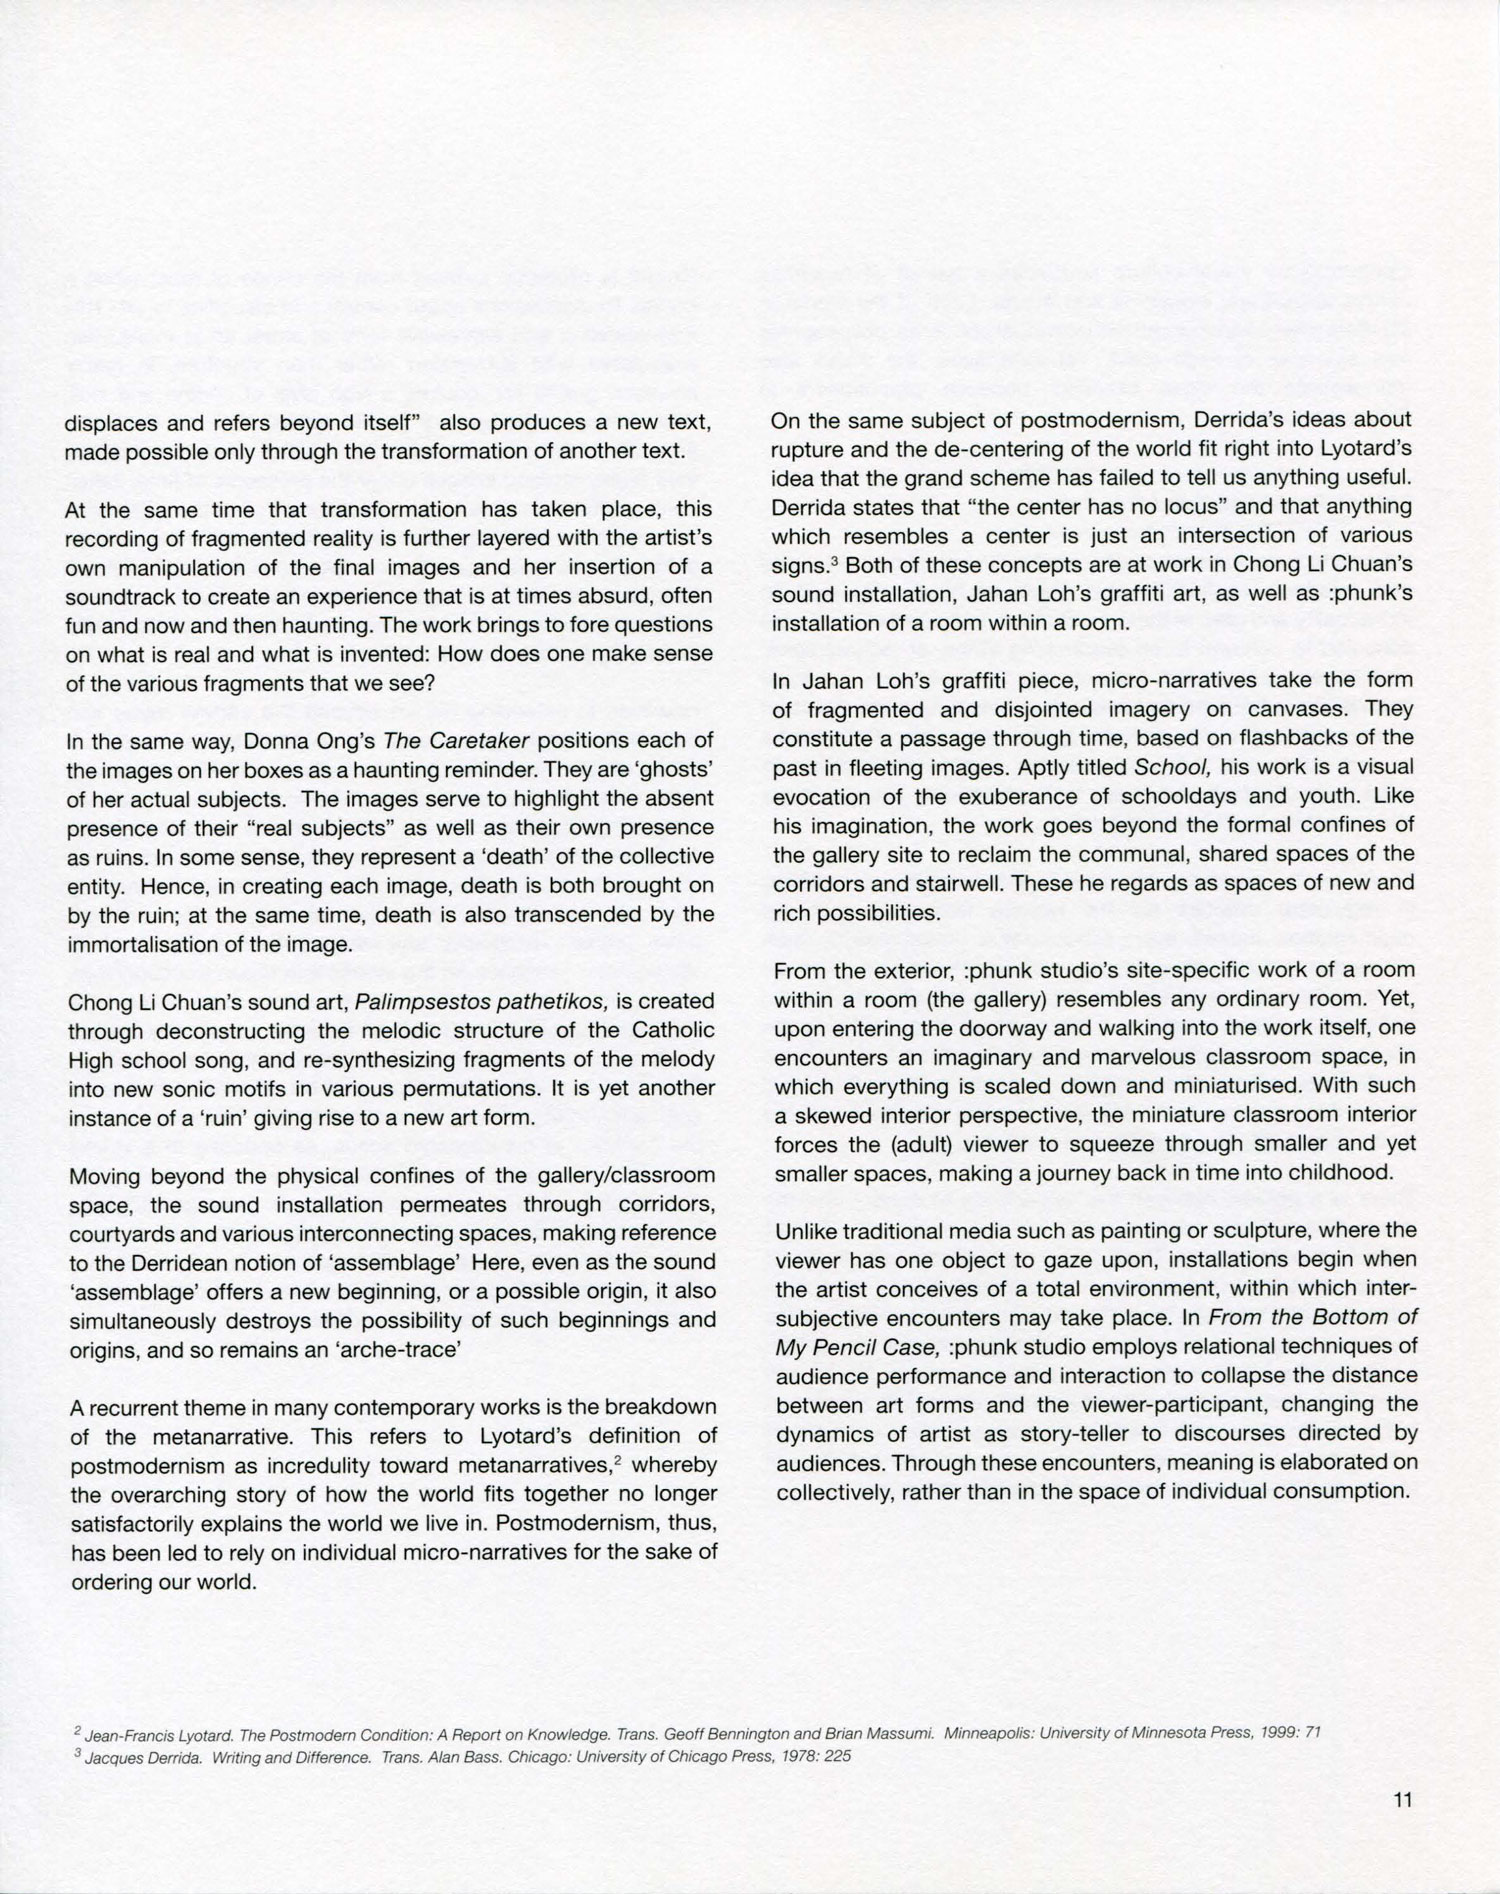 displaces and refers beyond itself” also produces a new text,
made possible only through the transformation of another text.
At the same time that transformation has taken place, this
recording of fragmented reality is further layered with the artist’s
own manipulation of the final images and her insertion of a
soundtrack to create an experience that is at times absurd, often
fun and now and then haunting. The work brings to fore questions
on what is real and what is invented: How does one make sense
of the various fragments that we see?
In the same way, Donna Ong’s The Caretaker positions each of
the images on her boxes as a haunting reminder. They are ‘ghosts’
of her actual subjects. The images serve to highlight the absent
presence of their “real subjects” as well as their own presence
as ruins. In some sense, they represent a ‘death’ of the collective
entity. Hence, in creating each image, death is both brought on
by the ruin; at the same time, death is also transcended by the
immortalisation of the image.
Chong Li Chuan’s sound art, Palimpsestos pathetikos, is created
through deconstructing the melodic structure of the Catholic
High school song, and re-synthesizing fragments of the melody
into new sonic motifs in various permutations. It is yet another
instance of a ‘ruin’ giving rise to a new art form.
Moving beyond the physical confines of the gallery/classroom
space, the sound installation permeates through corridors,
courtyards and various interconnecting spaces, making reference
to the Derridean notion of ‘assemblage’ Here, even as the sound
‘assemblage’ offers a new beginning, or a possible origin, it also
simultaneously destroys the possibility of such beginnings and
origins, and so remains an ‘arche-trace’
A recurrent theme in many contemporary works is the breakdown
of the metanarrative. This refers to Lyotard’s definition of
postmodernism as incredulity toward metanarratives,² whereby
the overarching story of how the world fits together no longer
satisfactorily explains the world we live in. Postmodernism, thus,
has been led to rely on individual micro-narratives for the sake of
ordering our world.
On the same subject of postmodernism, Derrida’s ideas about
rupture and the de-centering of the world fit right into Lyotard’s
idea that the grand scheme has failed to tell us anything useful.
Derrida states that “the center has no locus” and that anything
which resembles a center is just an intersection of various
signs.³ Both of these concepts are at work in Chong Li Chuan’s
sound installation, Jahan Loh’s graffiti art, as well as :phunk’s
installation of a room within a room.
In Jahan Loh’s graffiti piece, micro-narratives take the form
of fragmented and disjointed imagery on canvases. They
constitute a passage through time, based on flashbacks of the
past in fleeting images. Aptly titled School, his work is a visual
evocation of the exuberance of schooldays and youth. Like
his imagination, the work goes beyond the formal confines of
the gallery site to reclaim the communal, shared spaces of the
corridors and stairwell. These he regards as spaces of new and
rich possibilities.
From the exterior, :phunk studio’s site-specific work of a room
within a room (the gallery) resembles any ordinary room. Yet,
upon entering the doorway and walking into the work itself, one
encounters an imaginary and marvelous classroom space, in
which everything is scaled down and miniaturised. With such
a skewed interior perspective, the miniature classroom interior
forces the (adult) viewer to squeeze through smaller and yet
smaller spaces, making a journey back in time into childhood.
Unlike traditional media such as painting or sculpture, where the
viewer has one object to gaze upon, installations begin when
the artist conceives of a total environment, within which inter-
subjective encounters may take place. In From the Bottom of
My Pencil Case, :phunk studio employs relational techniques of
audience performance and interaction to collapse the distance
between art forms and the viewer-participant, changing the
dynamics of artist as story-teller to discourses directed by
audiences. Through these encounters, meaning is elaborated on
collectively, rather than in the space of individual consumption.
² Jean-Francis Lyotard. The Postmodern Condition: A Report on Knowledge. Trans. Geoff Bennington and Brian Massumi. Minneapolis: University of Minnesota Press, 1999: 71
³ Jacques Derrida. Writing and Difference. Trans. Alan Bass. Chicago: University of Chicago Press, 1978: 225
11